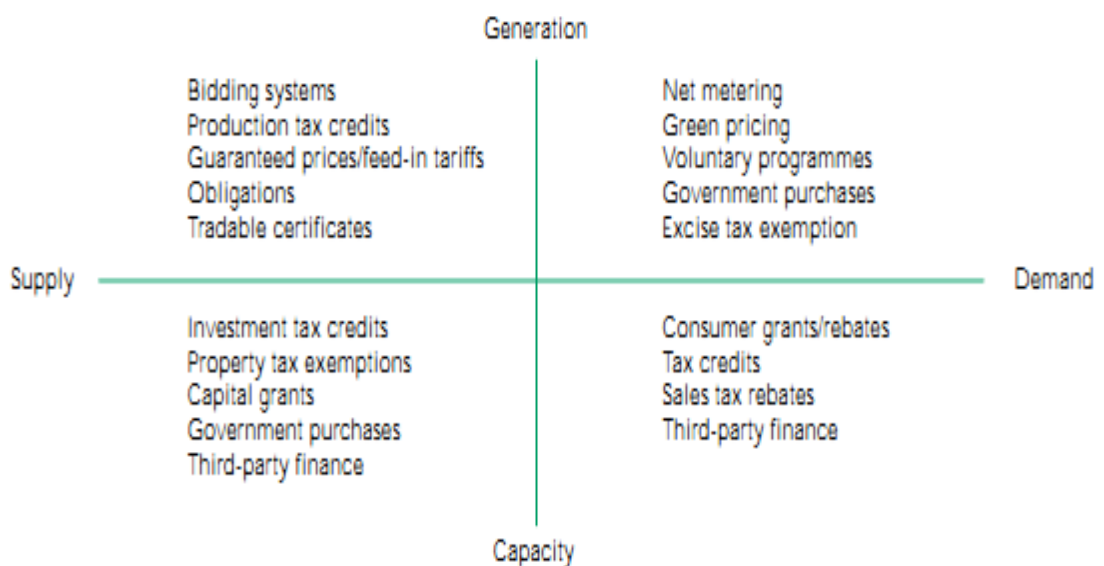 Generation
Bidding systems
Production tax credits
Guaranteed prices/feed-in tariffs
Obligations
Tradable certificates
Net metering
Green pricing
Voluntary programmes
Government purchases
Excise tax exemption
Supply
Demand
Investment tax credits
Property tax exemptions
Capital grants
Government purchases
Third-party finance
Consumer grants/rebates
Tax credits
Sales tax rebates
Third-party finance
Capacity